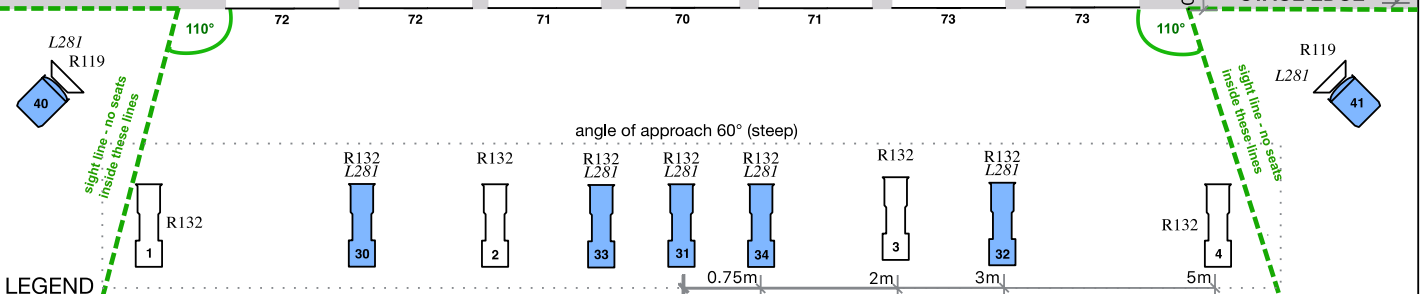 72 72 71 70 71 73 73
110° 110°
L281
R119
40
R119
L281
41
sight line - no seats
inside these lines
sight line - no seats
inside these lines
angle of approach 60° (steep)
R132 R132 R132 R132 R132 R132 R132
L281 L281 L281 L281 L281
R132 R132
1 30 2 33 31 34 3 32 4
0.75m 2m 3m 5m
LEGEND